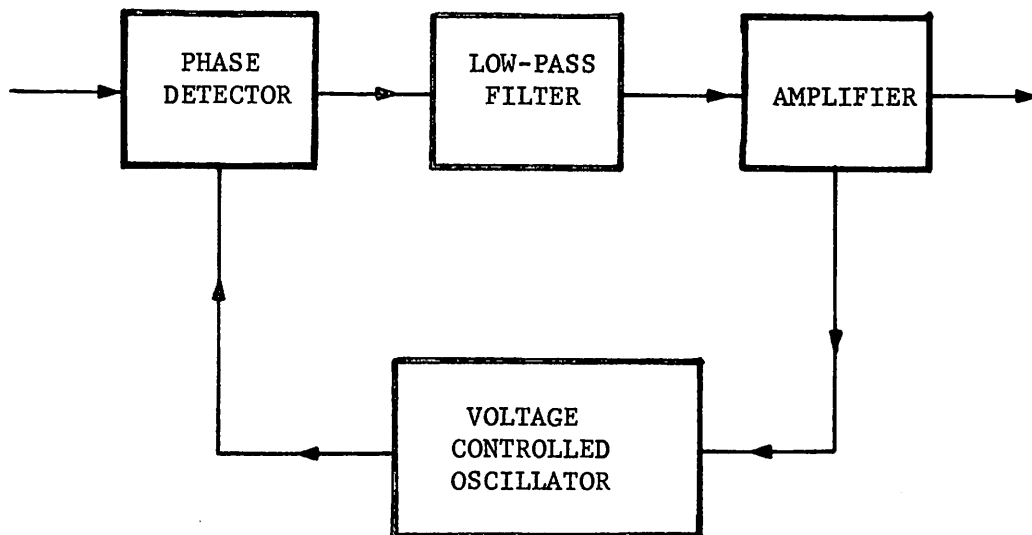 PHASE
DETECTOR
LOW-PASS
FILTER
AMPLIFIER
VOLTAGE
CONTROLLED
OSCILLATOR